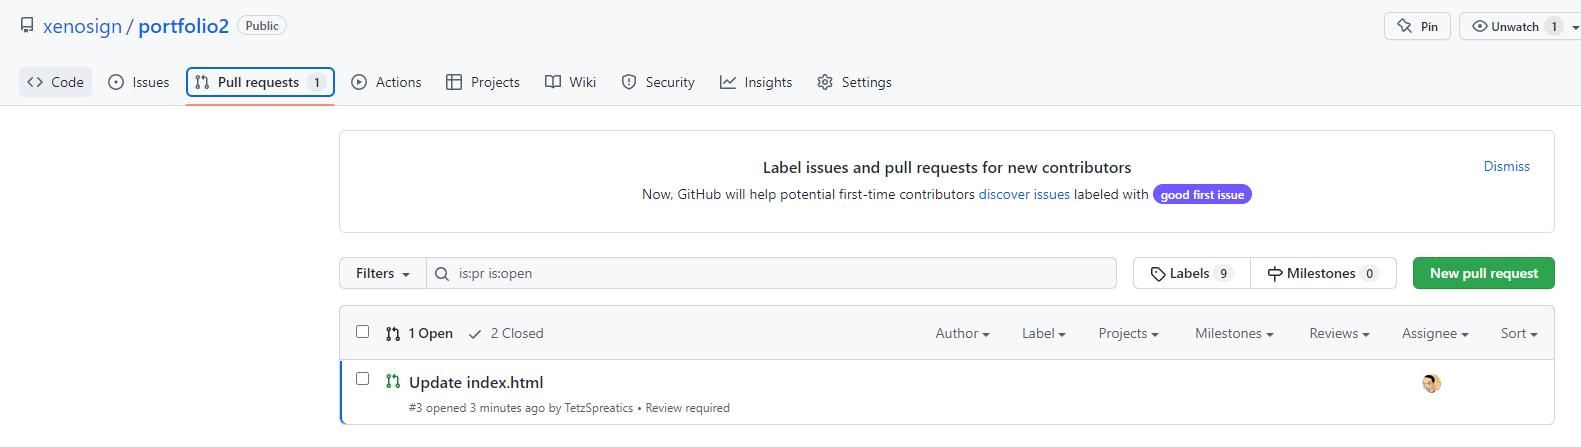 xenosign / portfolio2 Public
Pin Unwatch 1
Code Issues Pull requests 1 Actions Projects Wiki Security Insights Settings
Label issues and pull requests for new contributors
Dismiss
Now, GitHub will help potential first-time contributors discover issues labeled with good first issue
Filters is:pr is:open Labels 9 Milestones 0 New pull request
1 Open 2 Closed Author Label Projects Milestones Reviews Assignee Sort
Update index.html
#3 opened 3 minutes ago by TetzSpreatics • Review required